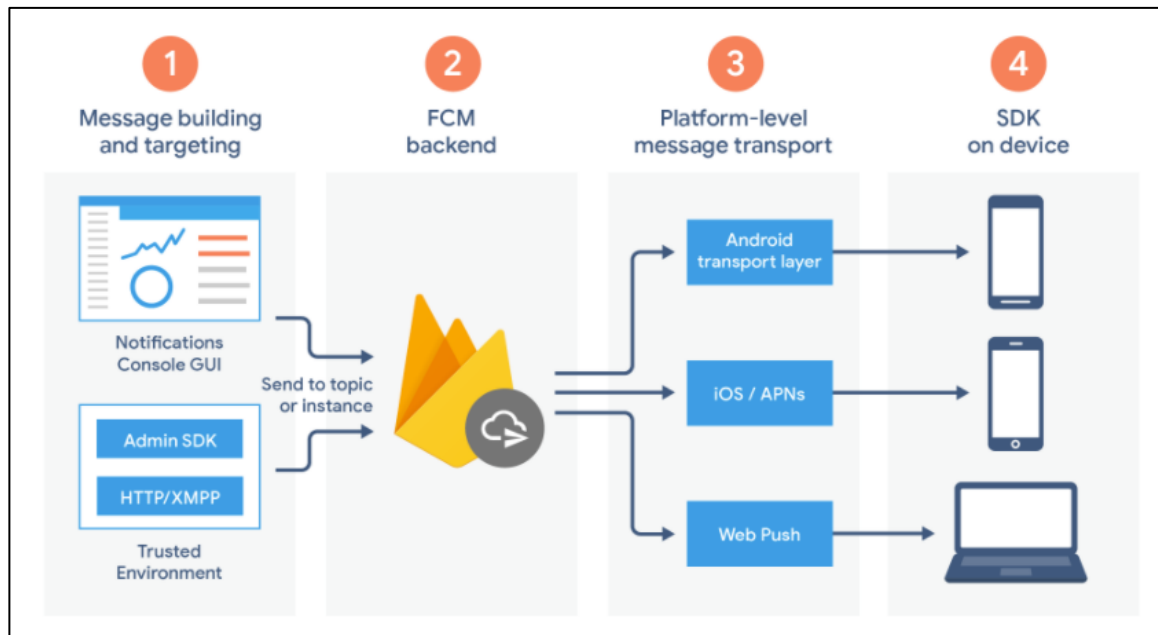 1
Message building
and targeting
2
FCM
backend
3
Platform-level
message transport
4
SDK
on device
Notifications
Console GUI
Send to topic
or instance
Admin SDK
HTTP/XMPP
Trusted
Environment
Android
transport layer
iOS / APNs
Web Push